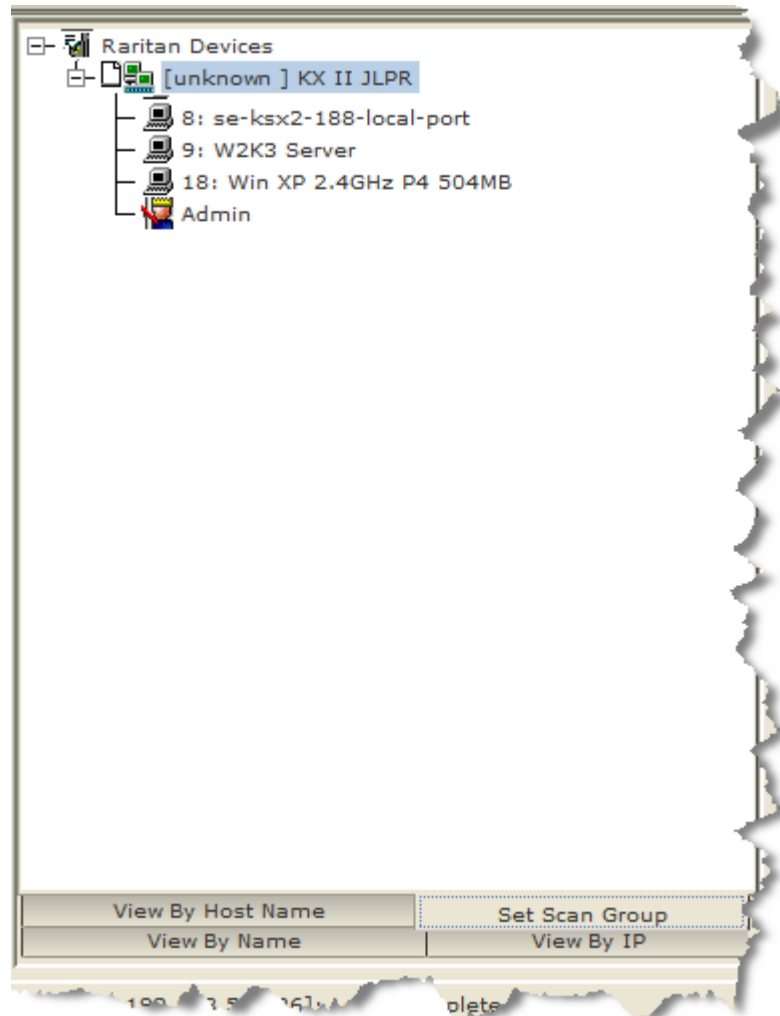 Raritan Devices
[unknown ] KX II JLPR
8: se-ksx2-188-local-port
9: W2K3 Server
18: Win XP 2.4GHz P4 504MB
Admin
View By Host Name Set Scan Group
View By Name View By IP